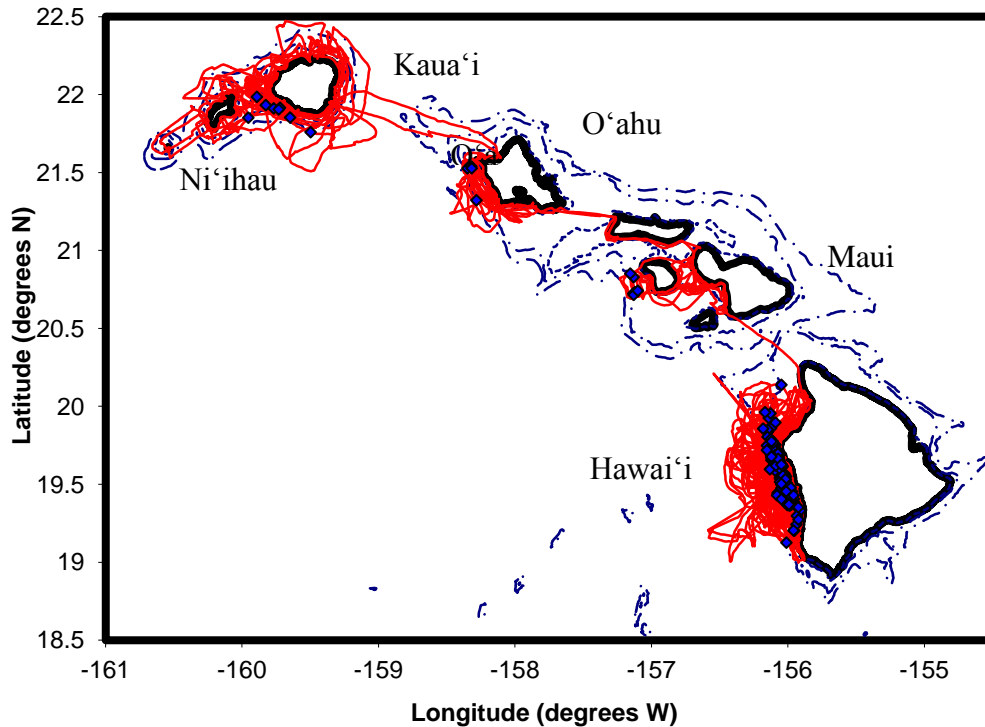 22.5
22
21.5
21
20.5
20
19.5
19
18.5
Latitude (degrees N)
Kaua‘i
O‘ahu
Ni‘ihau
Maui
Hawai‘i
-161
-160
-159
-158
-157
-156
-155
Longitude (degrees W)